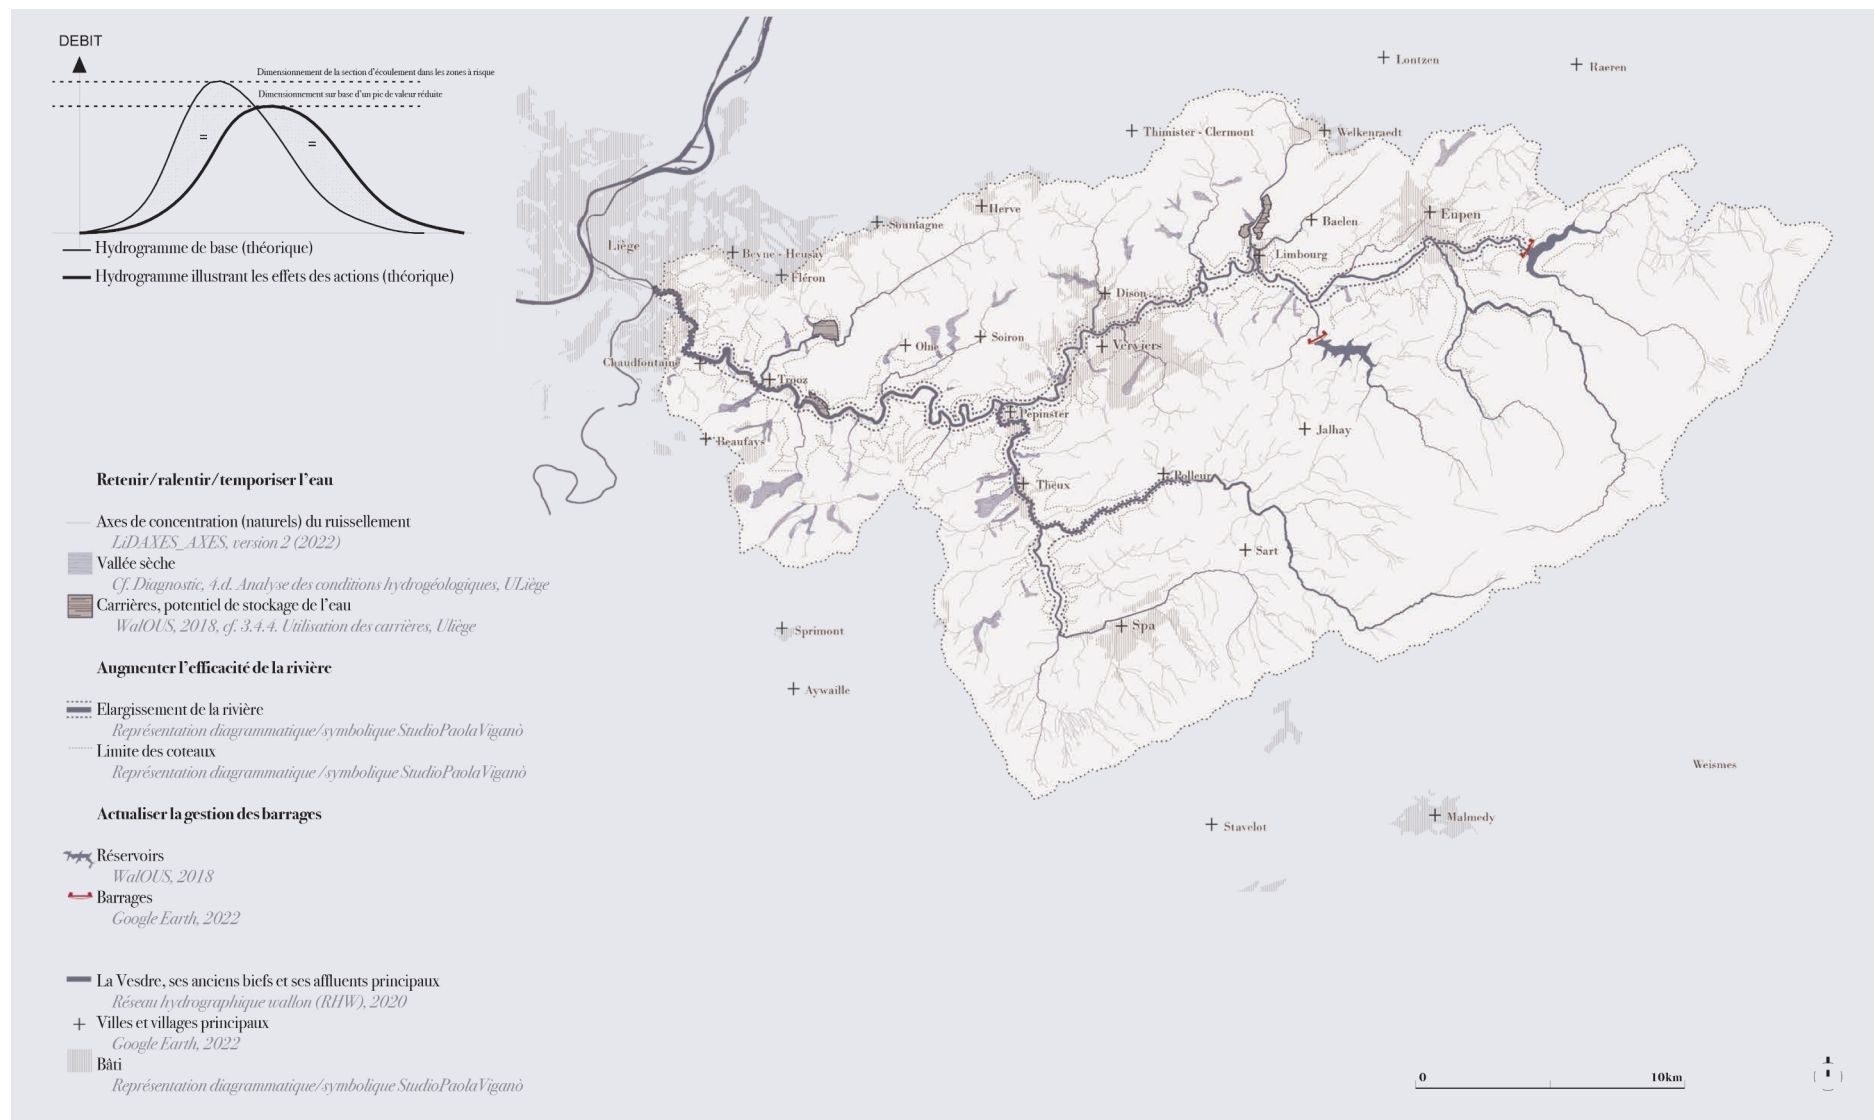 DEBIT
Dimensionnement de la section d'écoulement dans les zones à risque
Dimensionnement sur base d'un pic de valeur réduite
=
=
Hydrogramme de base (théorique)
Hydrogramme illustrant les effets des actions (théorique)
Retenir/ralentir/temporiser l'eau
Axes de concentration (naturels) du ruissellement
LiDAXES_AXES, version 2 (2022)
Vallée sèche
Cf. Diagnostic, 4.d. Analyse des conditions hydrogéologiques, ULiège
Carrières, potentiel de stockage de l'eau
WalOUS, 2018, cf. 3.4.4. Utilisation des carrières, Uliège
Augmenter l'efficacité de la rivière
Elargissement de la rivière
Représentation diagrammatique/symbolique StudioPaolaViganò
Limite des coteaux
Représentation diagrammatique /symbolique StudioPaolaViganò
Actualiser la gestion des barrages
Réservoirs
WalOUS, 2018
Barrages
Google Earth, 2022
La Vesdre, ses anciens biefs et ses affluents principaux
Réseau hydrographique wallon (RHW), 2020
Villes et villages principaux
Google Earth, 2022
Bâti
Représentation diagrammatique/symbolique StudioPaolaViganò
Lontzen
Raeren
Thimister - Clermont
Welkenraedt
Herve
Soumagne
Baelen
Eupen
Liège
Beyne - Heusay
Limbourg
Fléron
Dison
Olne
Soiron
Verviers
Chaudfontaine
Trooz
Pepinster
Jalhay
Beaufays
Polleur
Theux
Sart
Spa
Sprimont
Aywaille
Weismes
Stavelot
Malmedy
0
10km